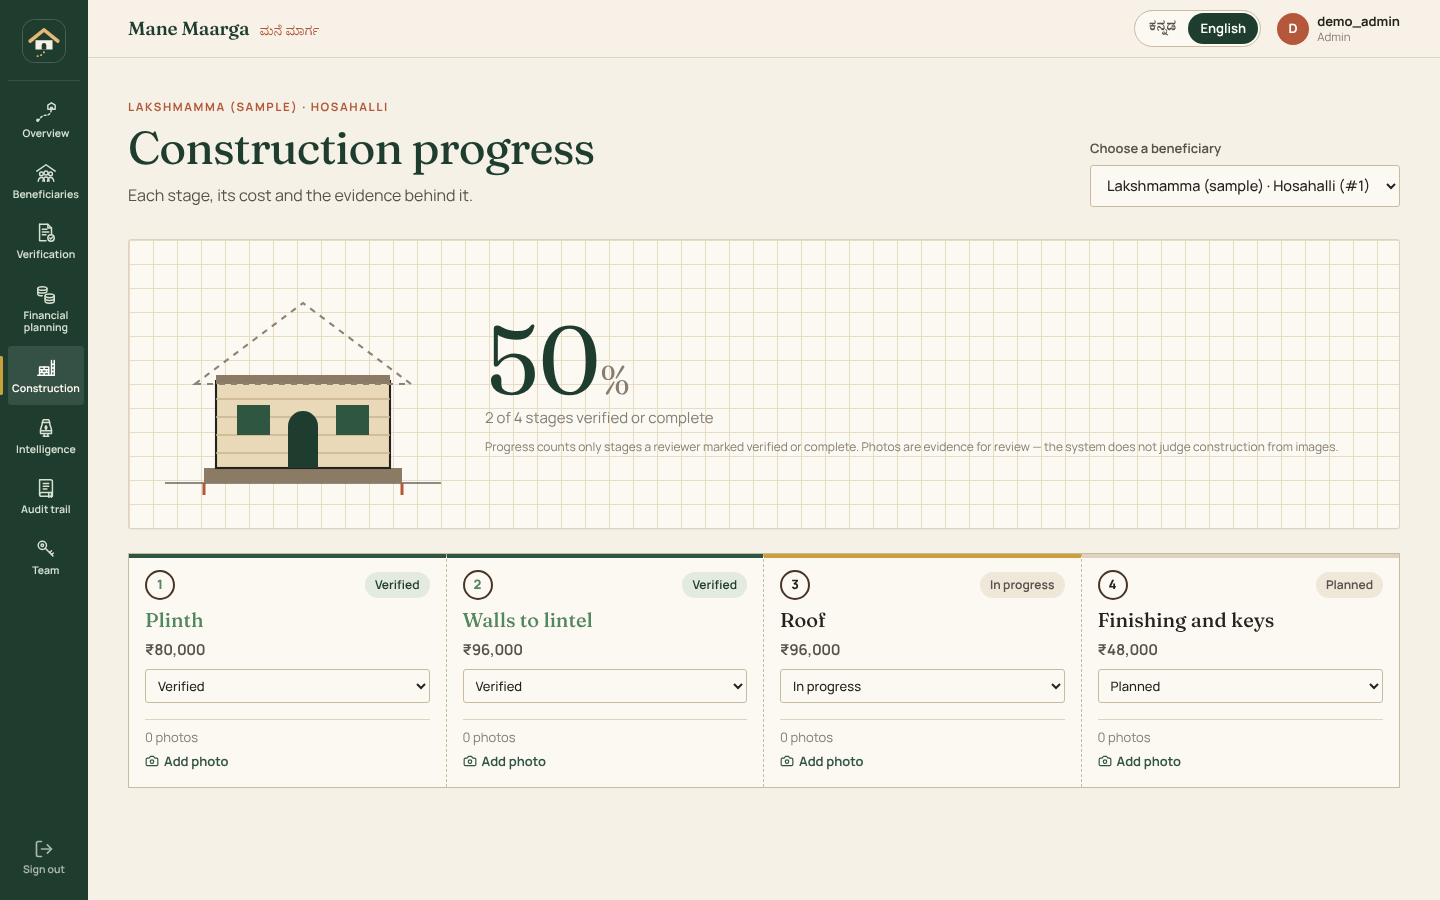 Mane Maarga ಮನೆ ಮಾರ್ಗ
ಕನ್ನಡ English
D demo_admin
Admin
Overview
Beneficiaries
Verification
Financial
planning
Construction
Intelligence
Audit trail
Team
Sign out
LAKSHMAMMA (SAMPLE) · HOSAHALLI
Construction progress
Each stage, its cost and the evidence behind it.
Choose a beneficiary
Lakshmamma (sample) · Hosahalli (#1)
50%
2 of 4 stages verified or complete
Progress counts only stages a reviewer marked verified or complete. Photos are evidence for review — the system does not judge construction from images.
1 Verified
Plinth
₹80,000
Verified
0 photos
Add photo
2 Verified
Walls to lintel
₹96,000
Verified
0 photos
Add photo
3 In progress
Roof
₹96,000
In progress
0 photos
Add photo
4 Planned
Finishing and keys
₹48,000
Planned
0 photos
Add photo